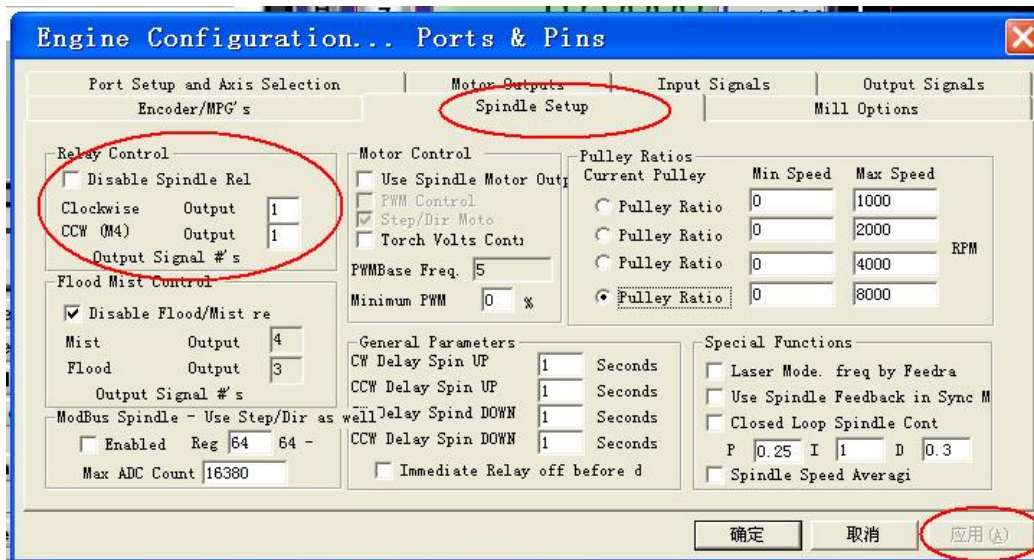 Engine Configuration... Ports & Pins
Port Setup and Axis Selection
Motor Outputs
Input Signals
Output Signals
Encoder/MPG's
Spindle Setup
Mill Options
Relay Control
Disable Spindle Rel
Clockwise Output 1
CCW (M4) Output 1
Output Signal #'s
Flood Mist Control
Disable Flood/Mist re
Mist Output 4
Flood Output 3
Output Signal #'s
ModBus Spindle - Use Step/Dir as well
Enabled Reg 64 64 -
Max ADC Count 16380
Motor Control
Use Spindle Motor Outp
PWM Control
Step/Dir Moto
Torch Volts Cont
PWMBase Freq. 5
Minimum PWM 0 %
General Parameters
CW Delay Spin UP 1 Seconds
CCW Delay Spin UP 1 Seconds
Delay Spind DOWN 1 Seconds
CCW Delay Spin DOWN 1 Seconds
Immediate Relay off before d
Pulley Ratios
Current Pulley Min Speed Max Speed
Pulley Ratio 0 1000
Pulley Ratio 0 2000
RPM
Pulley Ratio 0 4000
Pulley Ratio 0 8000
Special Functions
Laser Mode. freq by Feedra
Use Spindle Feedback in Sync M
Closed Loop Spindle Cont
P 0.25 I 1 D 0.3
Spindle Speed Averagi
确定
取消
应用(A)